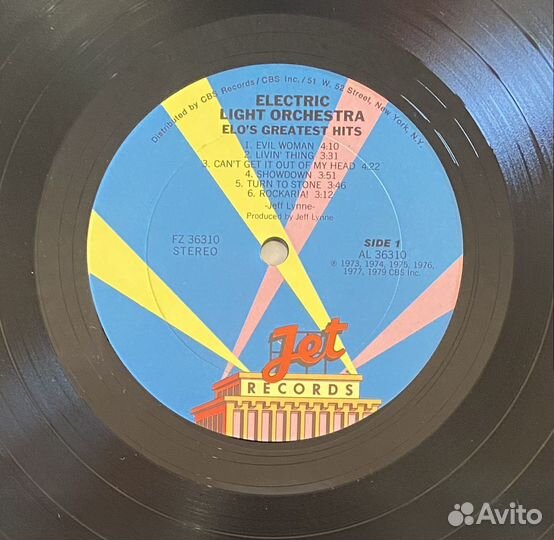 Distributed by CBS Records/CBS Inc./51 W. 52 Street, New York, N.Y.
ELECTRIC
LIGHT ORCHESTRA
ELO'S GREATEST HITS
1. EVIL WOMAN 4:10
2. LIVIN' THING 3:31
3. CAN'T GET IT OUT OF MY HEAD 4:22
4. SHOWDOWN 3:51
5. TURN TO STONE 3:46
6. ROCKARIA! 3:12
-Jeff Lynne-
Produced by Jeff Lynne
FZ 36310
STEREO
SIDE 1
AL 36310
℗ 1973, 1974, 1975, 1976,
1977, 1979 CBS Inc.
Jet
RECORDS
Avito